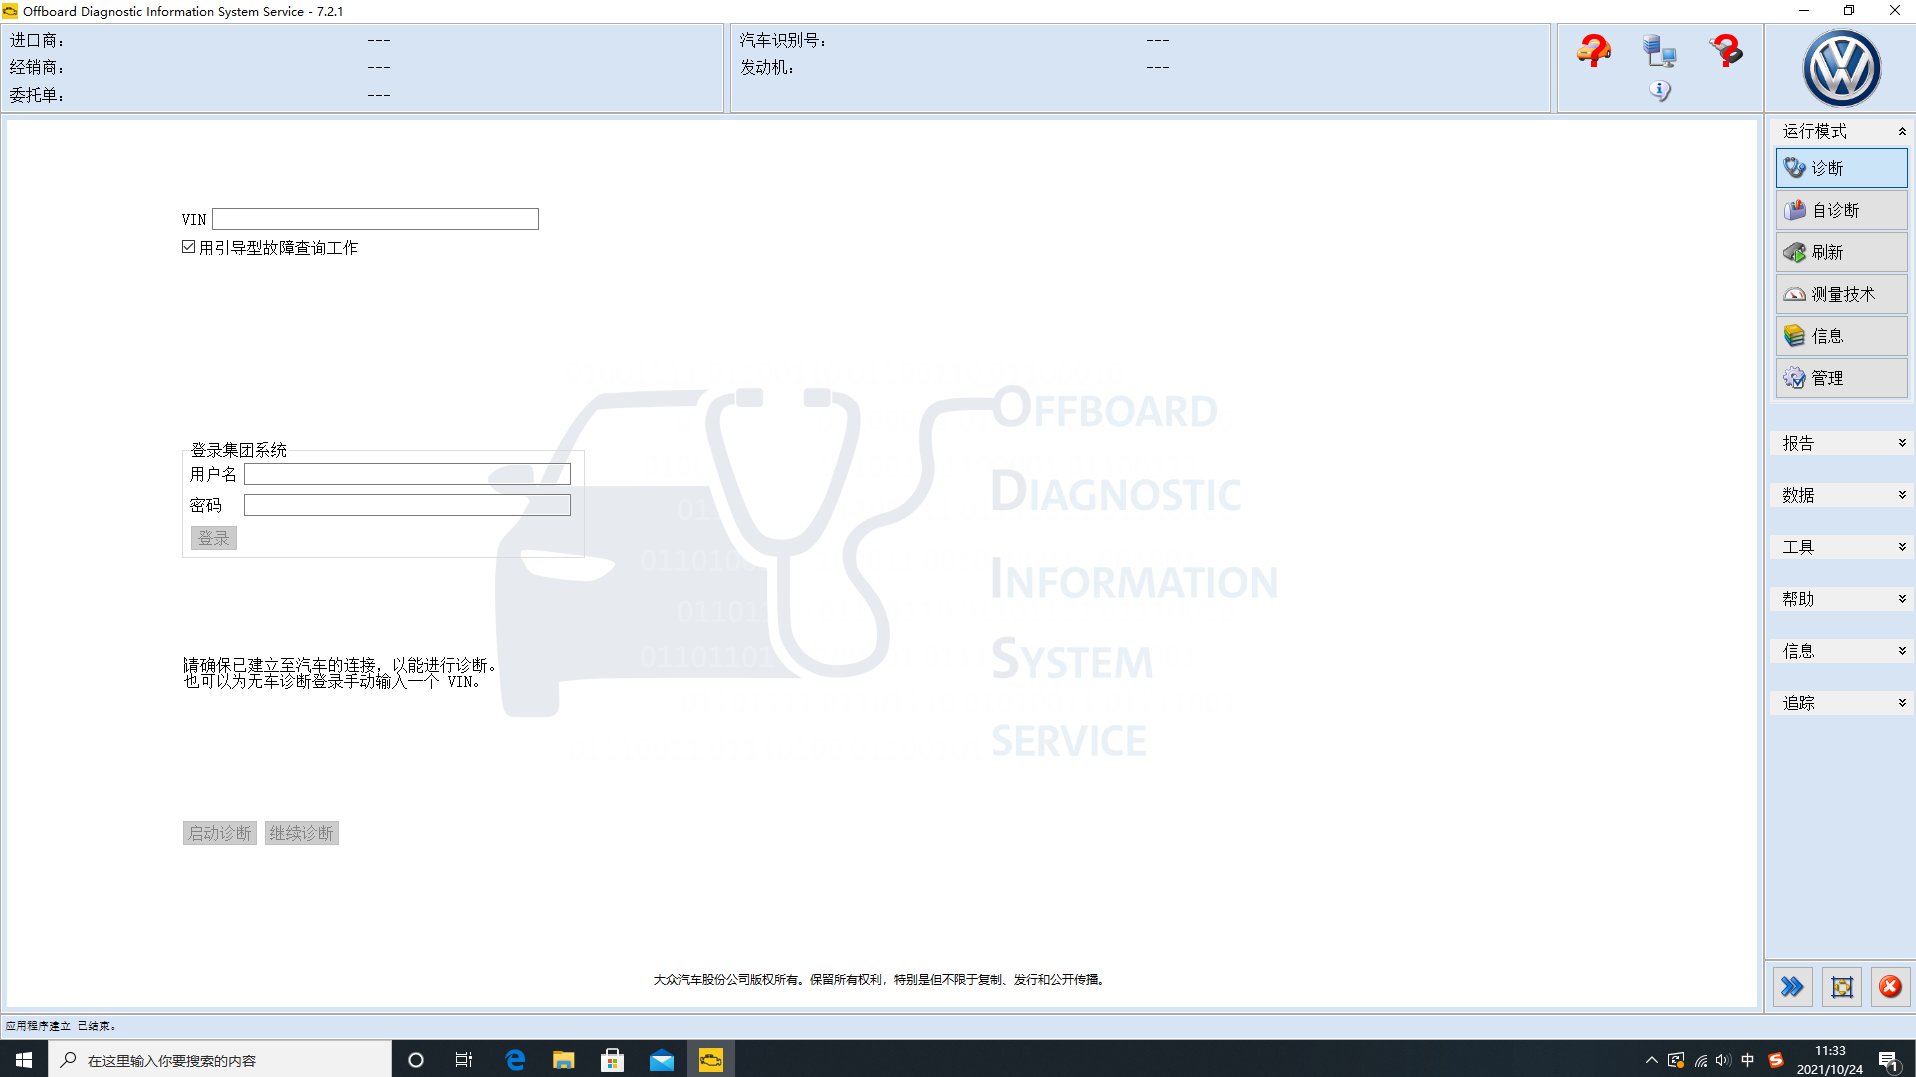 Offboard Diagnostic Information System Service - 7.2.1
进口商： ---
经销商： ---
委托单： ---
汽车识别号： ---
发动机： ---
运行模式
诊断
自诊断
刷新
测量技术
信息
管理
报告
数据
工具
帮助
信息
追踪
VIN
用引导型故障查询工作
登录集团系统
用户名
密码
登录
OFFBOARD
DIAGNOSTIC
INFORMATION
SYSTEM
SERVICE
请确保已建立至汽车的连接，以能进行诊断。
也可以为无车诊断登录手动输入一个 VIN。
启动诊断 继续诊断
大众汽车股份公司版权所有。保留所有权利，特别是但不限于复制、发行和公开传播。
应用程序建立 已结束。
在这里输入你要搜索的内容
中
11:33
2021/10/24
1